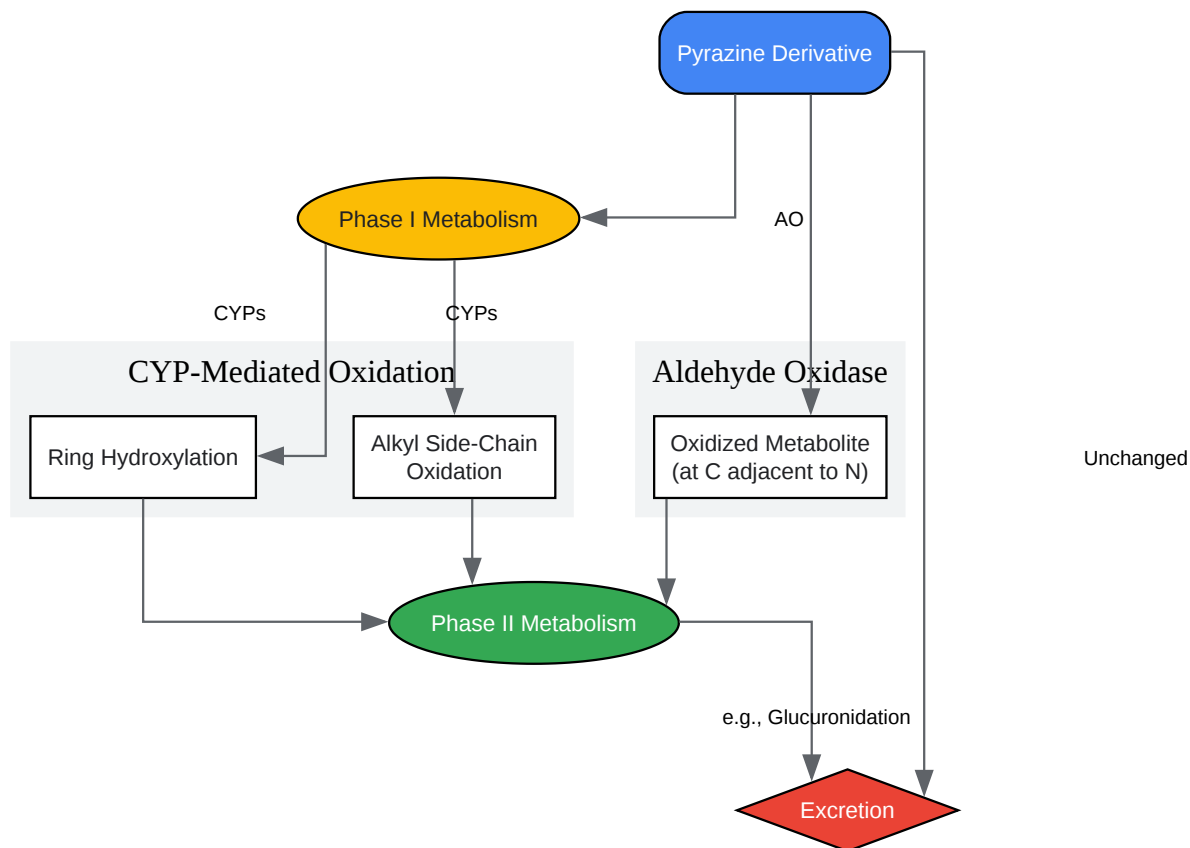 Pyrazine Derivative
Phase I Metabolism
AO
CYPs
CYPs
CYP-Mediated Oxidation
Aldehyde Oxidase
Ring Hydroxylation
Alkyl Side-Chain
Oxidation
Oxidized Metabolite
(at C adjacent to N)
Unchanged
Phase II Metabolism
e.g., Glucuronidation
Excretion